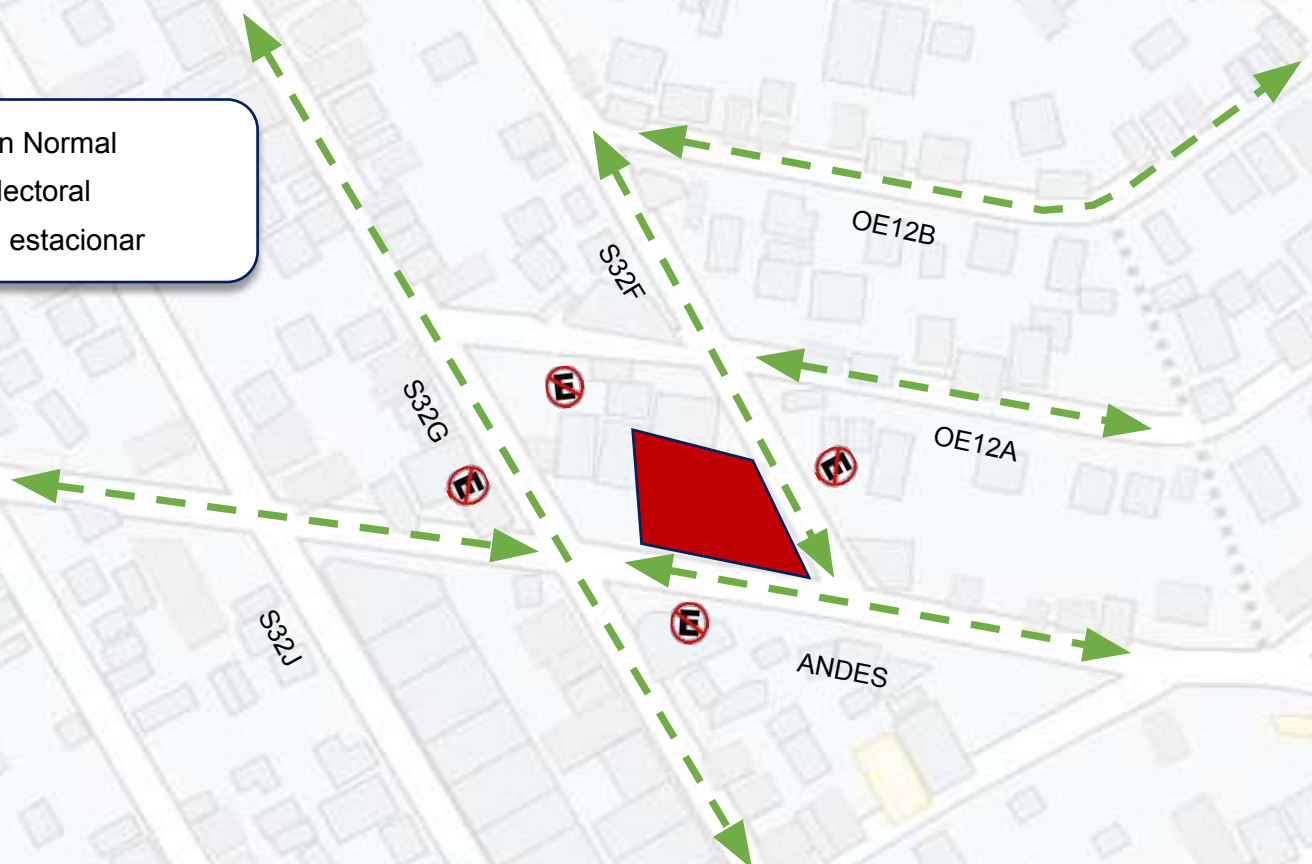 n Normal
lectoral
estacionar
OE12B
S32F
S32G
OE12A
E
E
E
E
S32J
ANDES